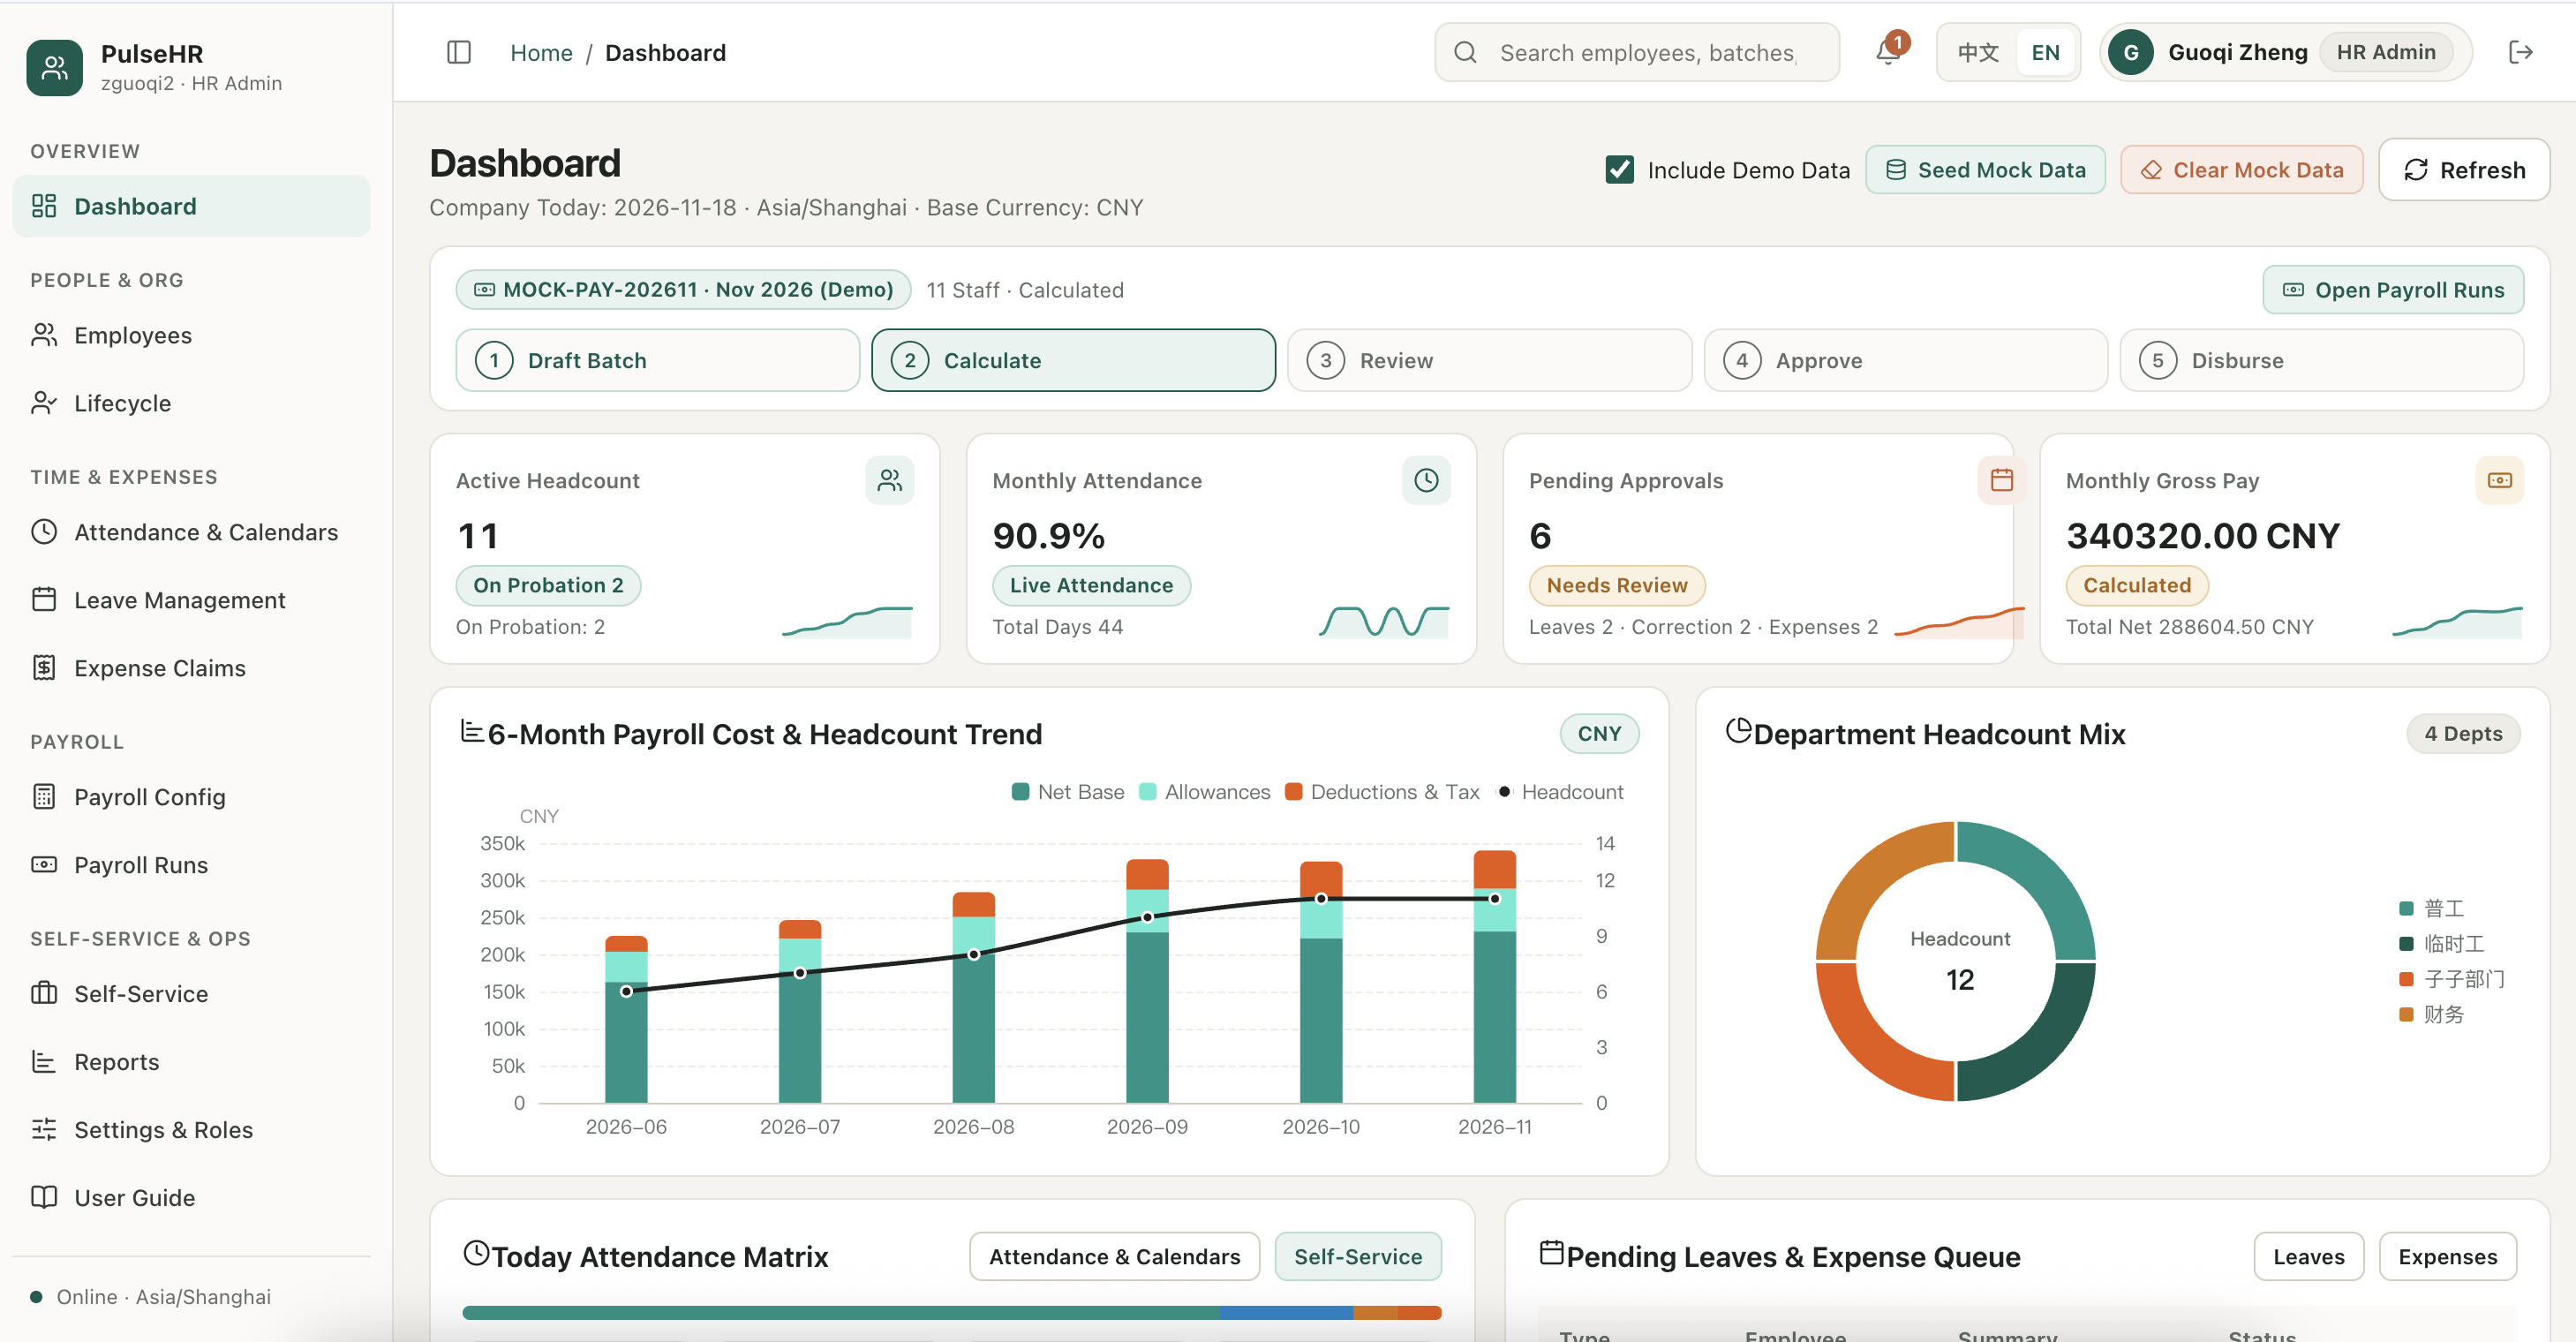 PulseHR
zguoqi2 · HR Admin
OVERVIEW
Dashboard
PEOPLE & ORG
Employees
Lifecycle
TIME & EXPENSES
Attendance & Calendars
Leave Management
Expense Claims
PAYROLL
Payroll Config
Payroll Runs
SELF-SERVICE & OPS
Self-Service
Reports
Settings & Roles
User Guide
Online · Asia/Shanghai
Home / Dashboard
Search employees, batches,
1
中文 EN
G Guoqi Zheng HR Admin
Dashboard
Company Today: 2026-11-18 · Asia/Shanghai · Base Currency: CNY
Include Demo Data Seed Mock Data Clear Mock Data Refresh
MOCK-PAY-202611 · Nov 2026 (Demo) 11 Staff · Calculated Open Payroll Runs
1 Draft Batch 2 Calculate 3 Review 4 Approve 5 Disburse
Active Headcount
11
On Probation 2
On Probation: 2
Monthly Attendance
90.9%
Live Attendance
Total Days 44
Pending Approvals
6
Needs Review
Leaves 2 · Correction 2 · Expenses 2
Monthly Gross Pay
340320.00 CNY
Calculated
Total Net 288604.50 CNY
6-Month Payroll Cost & Headcount Trend CNY
Net Base Allowances Deductions & Tax Headcount
CNY
350k 14
300k 12
250k
200k 9
150k 6
100k
50k 3
0 0
2026-06 2026-07 2026-08 2026-09 2026-10 2026-11
Department Headcount Mix 4 Depts
Headcount
12
普工
临时工
子子部门
财务
Today Attendance Matrix Attendance & Calendars Self-Service
Pending Leaves & Expense Queue Leaves Expenses
Type Employee Summary Status